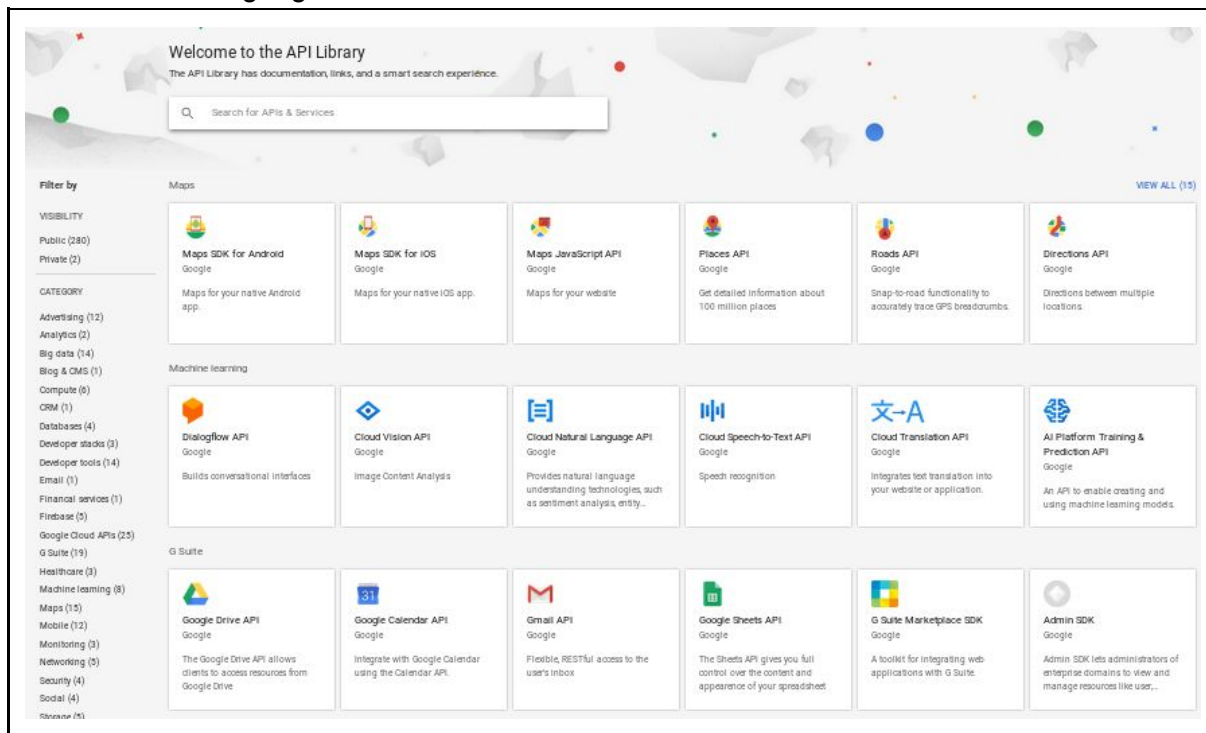 Welcome to the API Library
The API Library has documentation, links, and a smart search experience.
Search for APIs & Services
Filter by
VISIBILITY
Public (280)
Private (2)
CATEGORY
Advertising (12)
Analytics (2)
Big data (14)
Blog & CMS (1)
Compute (6)
CRM (1)
Databases (4)
Developer stacks (3)
Developer tools (14)
Email (1)
Financial services (1)
Firebase (5)
Google Cloud APIs (25)
G Suite (19)
Healthcare (3)
Machine learning (8)
Maps (15)
Mobile (12)
Monitoring (3)
Networking (5)
Security (4)
Social (4)
Storage (5)
Maps
VIEW ALL (15)
Maps SDK for Android
Google
Maps for your native Android
app.
Maps SDK for iOS
Google
Maps for your native iOS app.
Maps JavaScript API
Google
Maps for your website
Places API
Google
Get detailed information about
100 million places
Roads API
Google
Snap-to-road functionality to
accurately trace GPS breadcrumbs.
Directions API
Google
Directions between multiple
locations.
Machine learning
Dialogflow API
Google
Builds conversational interfaces
Cloud Vision API
Google
Image Content Analysis
Cloud Natural Language API
Google
Provides natural language
understanding technologies, such
as sentiment analysis, entity...
Cloud Speech-to-Text API
Google
Speech recognition
文→A
Cloud Translation API
Google
Integrates text translation into
your website or application.
AI Platform Training &
Prediction API
Google
An API to enable creating and
using machine learning models.
G Suite
Google Drive API
Google
The Google Drive API allows
clients to access resources from
Google Drive
31
Google Calendar API
Google
Integrate with Google Calendar
using the Calendar API.
Gmail API
Google
Flexible, RESTful access to the
user's inbox
Google Sheets API
Google
The Sheets API gives you full
control over the content and
appearence of your spreadsheet
G Suite Marketplace SDK
Google
A toolkit for integrating web
applications with G Suite.
Admin SDK
Google
Admin SDK lets administrators of
enterprise domains to view and
manage resources like user,...